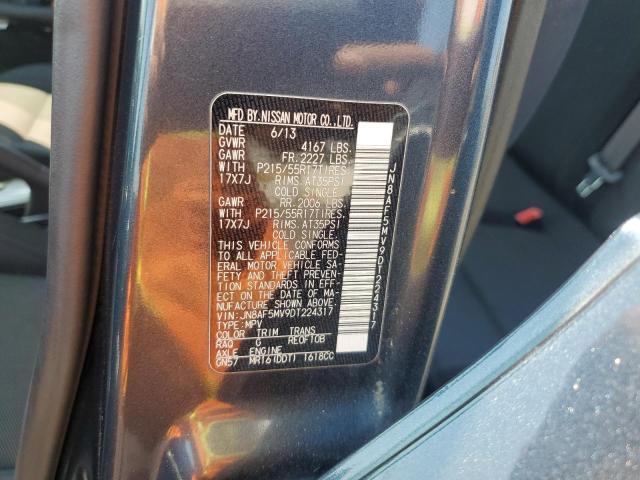 MFD BY. NISSAN MOTOR CO., LTD.
DATE 6/13
GVWR 4167 LBS.
GAWR FR. 2227 LBS.
WITH P215/55R17TIRES.
17X7J RIMS. AT35PSI
COLD SINGLE.
GAWR RR. 2006 LBS.
WITH P215/55R17TIRES.
17X7J RIMS. AT35PSI
COLD SINGLE.
THIS VEHICLE CONFORMS
TO ALL APPLICABLE FED-
ERAL MOTOR VEHICLE SA-
FETY AND THEFT PREVEN-
TION STANDARDS IN EFF-
ECT ON THE DATE OF MA-
NUFACTURE SHOWN ABOVE.
VIN: JN8AF5MV9DT224317
TYPE: MPV
COLOR TRIM TRANS
RAQ G RE0F10B
AXLE ENGINE
GN57 MR16(DDT) 1618CC
JN8AF5MV9DT224317